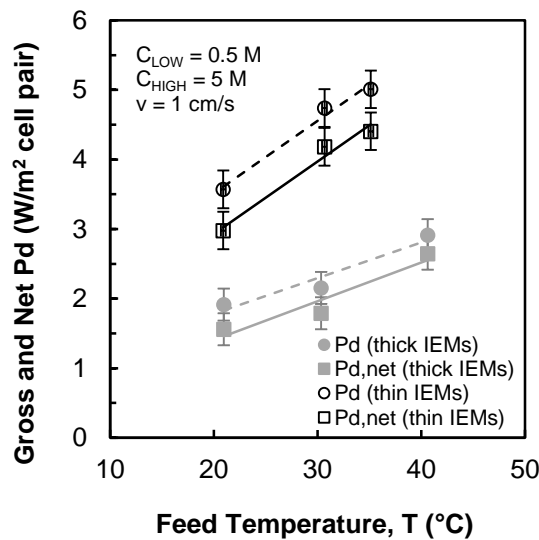 Gross and Net Pd (W/m² cell pair)
6
5
4
3
2
1
0
C_LOW = 0.5 M
C_HIGH = 5 M
v = 1 cm/s
Pd (thick IEMs)
Pd,net (thick IEMs)
Pd (thin IEMs)
Pd,net (thin IEMs)
10 20 30 40 50
Feed Temperature, T (°C)